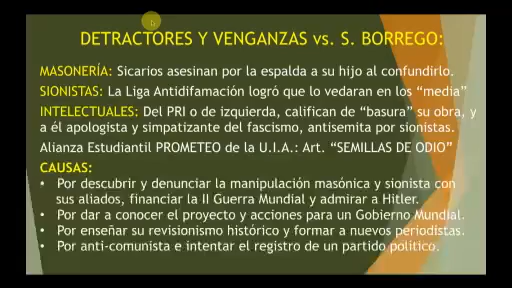 DETRACTORES Y VENGANZAS vs. S. BORREGO:
MASONERÍA: Sicarios asesinan por la espalda a su hijo al confundirlo.
SIONISTAS: La Liga Antidifamación logró que lo vedaran en los “media”
INTELECTUALES: Del PRI o de izquierda, califican de “basura” su obra, y
a él apologista y simpatizante del fascismo, antisemita por sionistas.
Alianza Estudiantil PROMETEO de la U.I.A.: Art. “SEMILLAS DE ODIO”
CAUSAS:
• Por descubrir y denunciar la manipulación masónica y sionista con
sus aliados, financiar la II Guerra Mundial y admirar a Hitler.
• Por dar a conocer el proyecto y acciones para un Gobierno Mundial.
• Por enseñar su revisionismo histórico y formar a nuevos periodistas.
• Por anti-comunista e intentar el registro de un partido político.